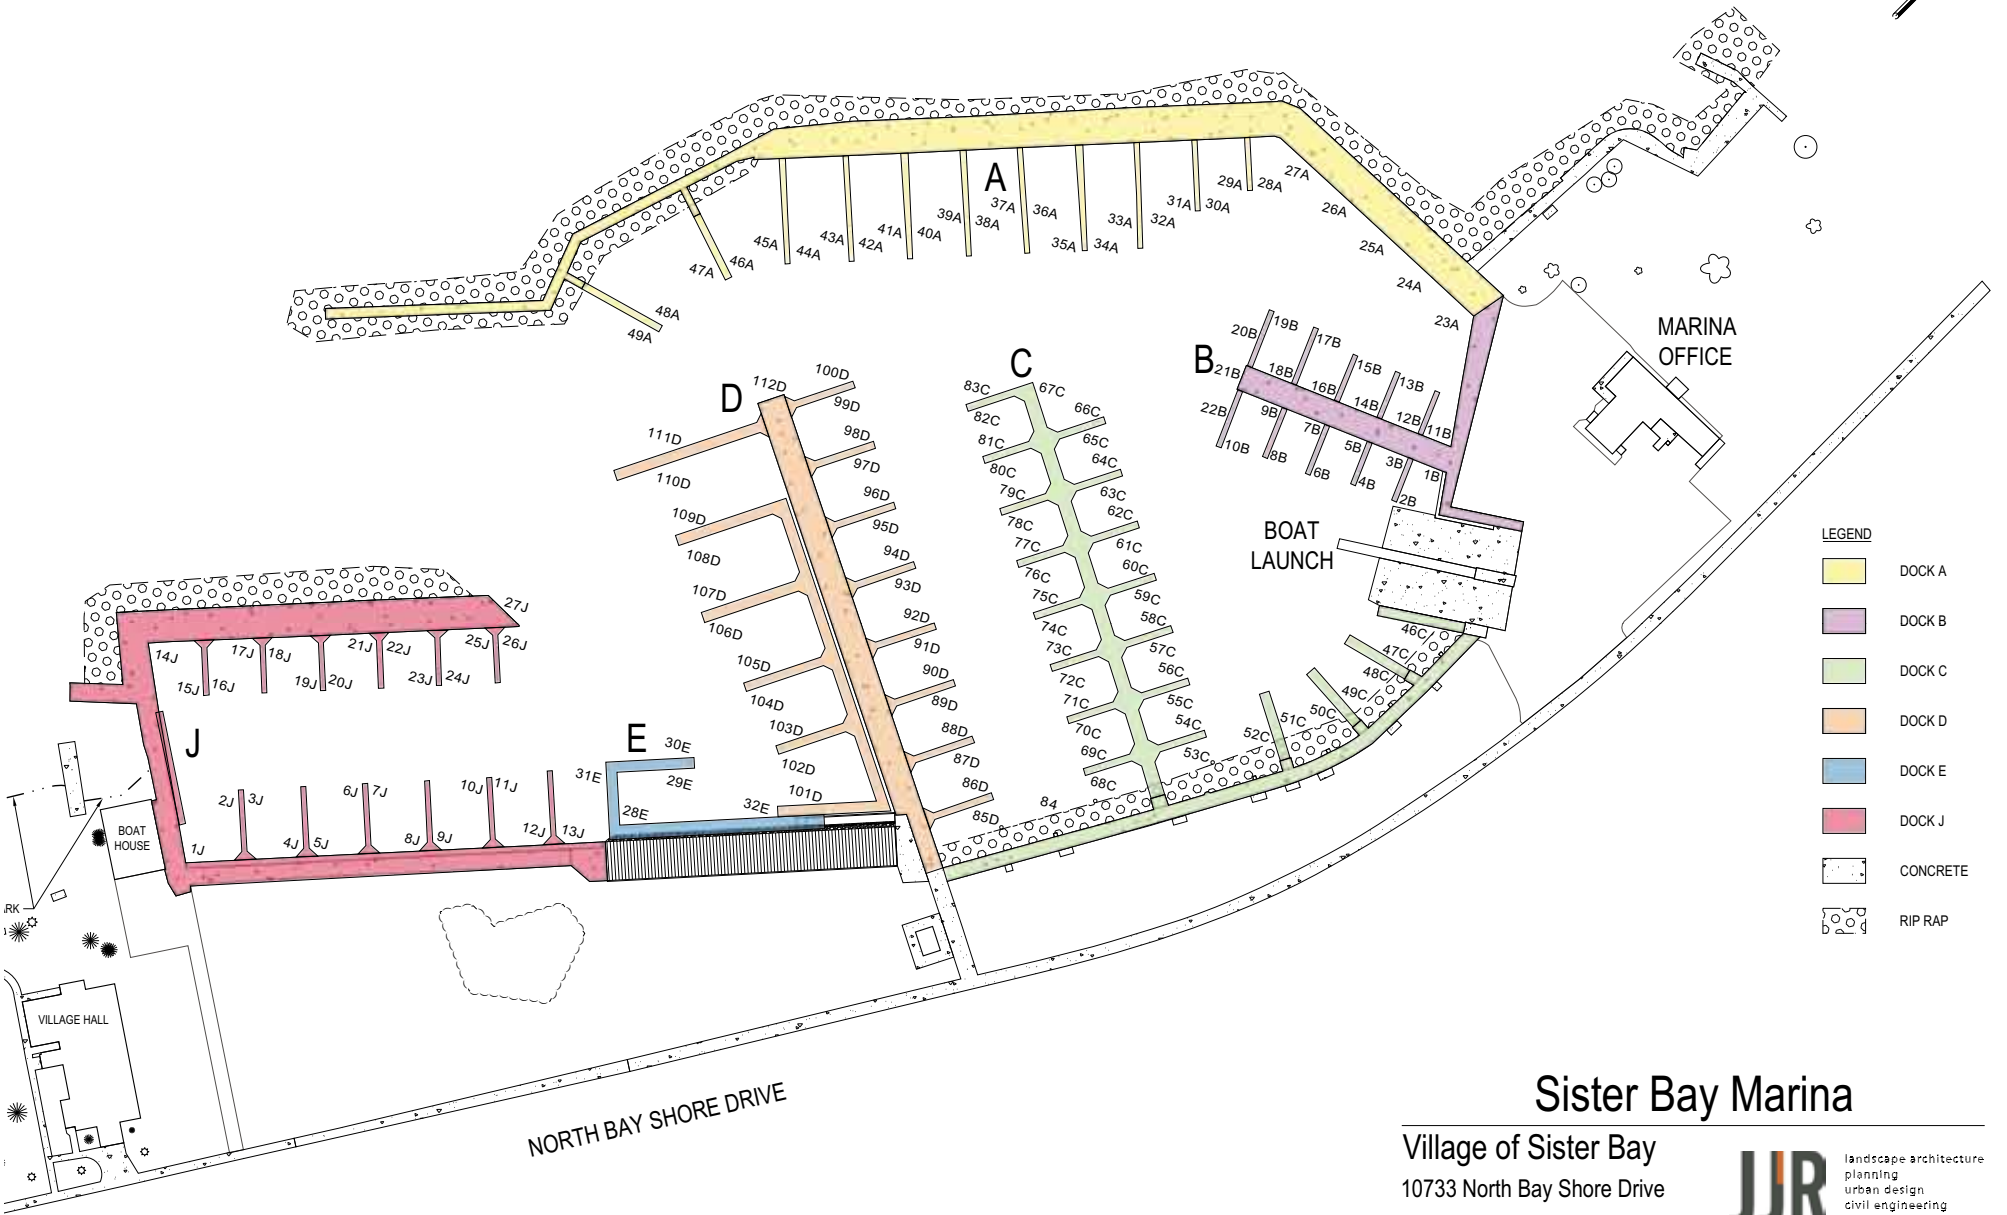 A
27A
29A
28A
26A
31A
30A
33A
32A
37A
36A
39A
38A
25A
41A
40A
43A
42A
35A
34A
45A
44A
46A
47A
24A
48A
49A
23A
MARINA
OFFICE
B
20B
19B
17B
21B
18B
15B
16B
13B
14B
12B
11B
22B
9B
7B
5B
3B
1B
10B
8B
6B
4B
2B
C
83C
67C
82C
66C
81C
65C
80C
64C
79C
63C
78C
62C
77C
61C
76C
60C
75C
59C
74C
58C
73C
57C
72C
56C
71C
55C
70C
54C
69C
53C
68C
84
BOAT
LAUNCH
46C
47C
48C
49C
50C
51C
52C
D
112D
100D
99D
111D
98D
110D
97D
109D
96D
108D
95D
94D
107D
93D
106D
92D
91D
105D
90D
104D
89D
103D
88D
102D
87D
101D
86D
85D
E
30E
31E
29E
28E
32E
J
27J
14J
17J
18J
21J
22J
25J
26J
15J
16J
19J
20J
23J
24J
2J
3J
6J
7J
10J
11J
1J
4J
5J
8J
9J
12J
13J
BOAT
HOUSE
RK
VILLAGE HALL
NORTH BAY SHORE DRIVE
LEGEND
DOCK A
DOCK B
DOCK C
DOCK D
DOCK E
DOCK J
CONCRETE
RIP RAP
Sister Bay Marina
Village of Sister Bay
10733 North Bay Shore Drive
JJR
landscape architecture
planning
urban design
civil engineering